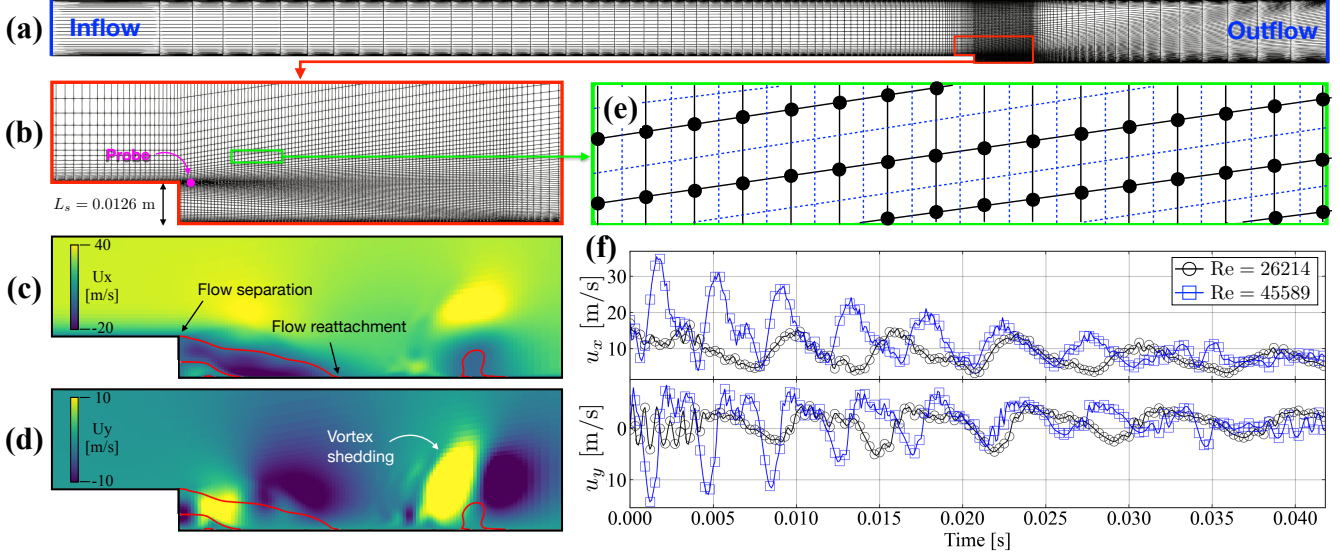 (a)
Inflow
Outflow
(b)
Probe
L_s = 0.0126 m
(e)
(c)
40
Ux
[m/s]
-20
Flow separation
Flow reattachment
(d)
10
Uy
[m/s]
-10
Vortex
shedding
(f)
Re = 26214
Re = 45589
u_x [m/s]
30
20
10
u_y [m/s]
0
10
0.000 0.005 0.010 0.015 0.020 0.025 0.030 0.035 0.040
Time [s]